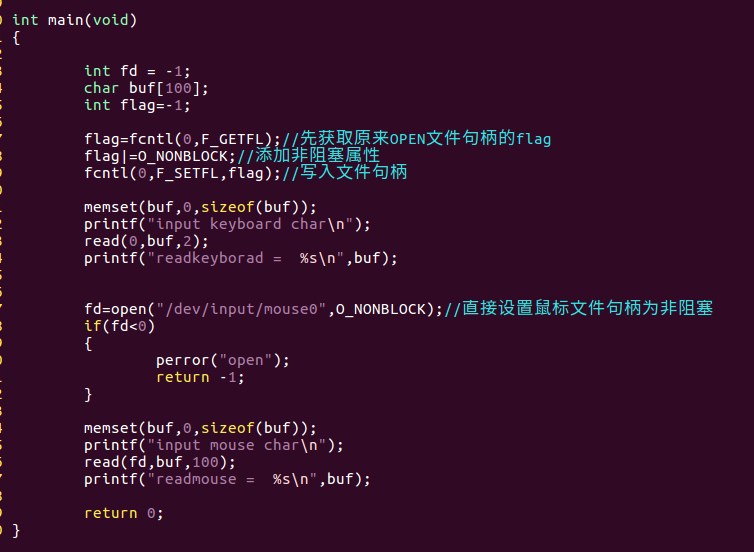 int main(void)
{
int fd = -1;
char buf[100];
int flag=-1;
flag=fcntl(0,F_GETFL);//先获取原来OPEN文件句柄的flag
flag|=O_NONBLOCK;//添加非阻塞属性
fcntl(0,F_SETFL,flag);//写入文件句柄
memset(buf,0,sizeof(buf));
printf("input keyboard char\n");
read(0,buf,2);
printf("readkeyborad =  %s\n",buf);
fd=open("/dev/input/mouse0",O_NONBLOCK);//直接设置鼠标文件句柄为非阻塞
if(fd<0)
{
perror("open");
return -1;
}
memset(buf,0,sizeof(buf));
printf("input mouse char\n");
read(fd,buf,100);
printf("readmouse =  %s\n",buf);
return 0;
}